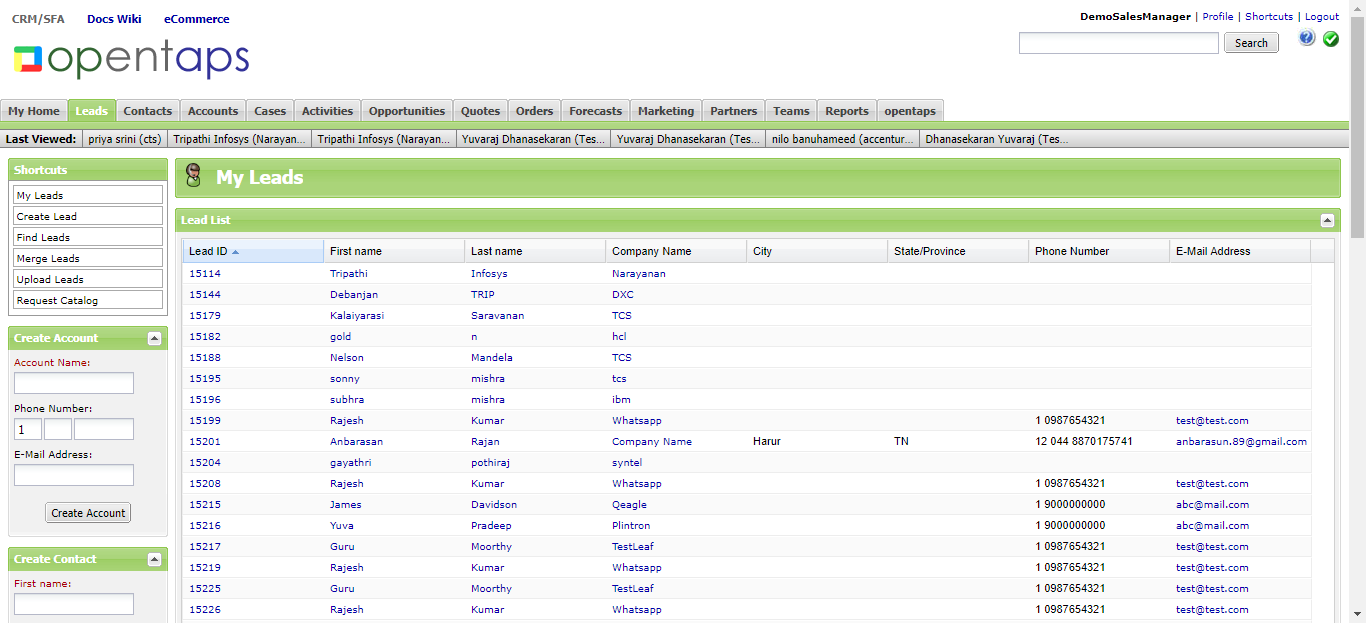 CRM/SFA Docs Wiki eCommerce
DemoSalesManager | Profile | Shortcuts | Logout
opentaps
Search
My Home Leads Contacts Accounts Cases Activities Opportunities Quotes Orders Forecasts Marketing Partners Teams Reports opentaps
Last Viewed: priya srini (cts) Tripathi Infosys (Narayan... Tripathi Infosys (Narayan... Yuvaraj Dhanasekaran (Tes... Yuvaraj Dhanasekaran (Tes... nilo banuhameed (accentur... Dhanasekaran Yuvaraj (Tes...
Shortcuts
My Leads
Create Lead
Find Leads
Merge Leads
Upload Leads
Request Catalog
Create Account
Account Name:
Phone Number:
1
E-Mail Address:
Create Account
Create Contact
First name:
My Leads
Lead List
Lead ID First name Last name Company Name City State/Province Phone Number E-Mail Address
15114 Tripathi Infosys Narayanan
15144 Debanjan TRIP DXC
15179 Kalaiyarasi Saravanan TCS
15182 gold n hcl
15188 Nelson Mandela TCS
15195 sonny mishra tcs
15196 subhra mishra ibm
15199 Rajesh Kumar Whatsapp 1 0987654321 test@test.com
15201 Anbarasan Rajan Company Name Harur TN 12 044 8870175741 anbarasun.89@gmail.com
15204 gayathri pothiraj syntel
15208 Rajesh Kumar Whatsapp 1 0987654321 test@test.com
15215 James Davidson Qeagle 1 9000000000 abc@mail.com
15216 Yuva Pradeep Plintron 1 9000000000 abc@mail.com
15217 Guru Moorthy TestLeaf 1 0987654321 test@test.com
15219 Rajesh Kumar Whatsapp 1 0987654321 test@test.com
15225 Guru Moorthy TestLeaf 1 0987654321 test@test.com
15226 Rajesh Kumar Whatsapp 1 0987654321 test@test.com